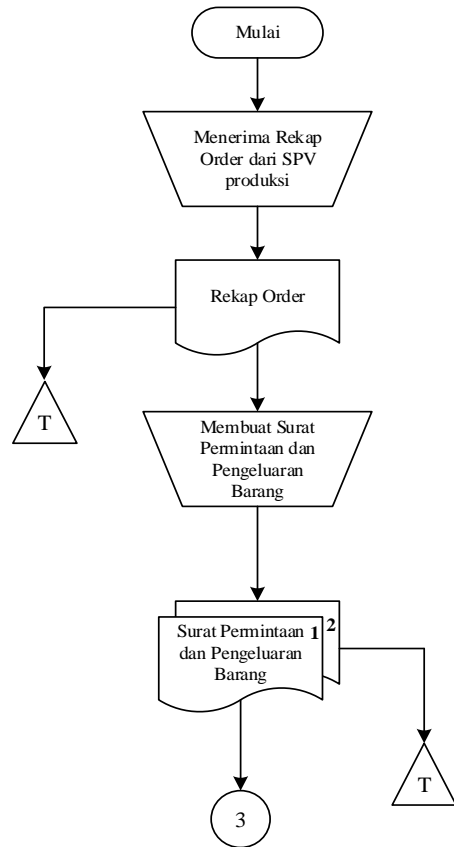 Mulai
Menerima Rekap
Order dari SPV
produksi
Rekap Order
T
Membuat Surat
Permintaan dan
Pengeluaran
Barang
Surat Permintaan 1 2
dan Pengeluaran
Barang
T
3